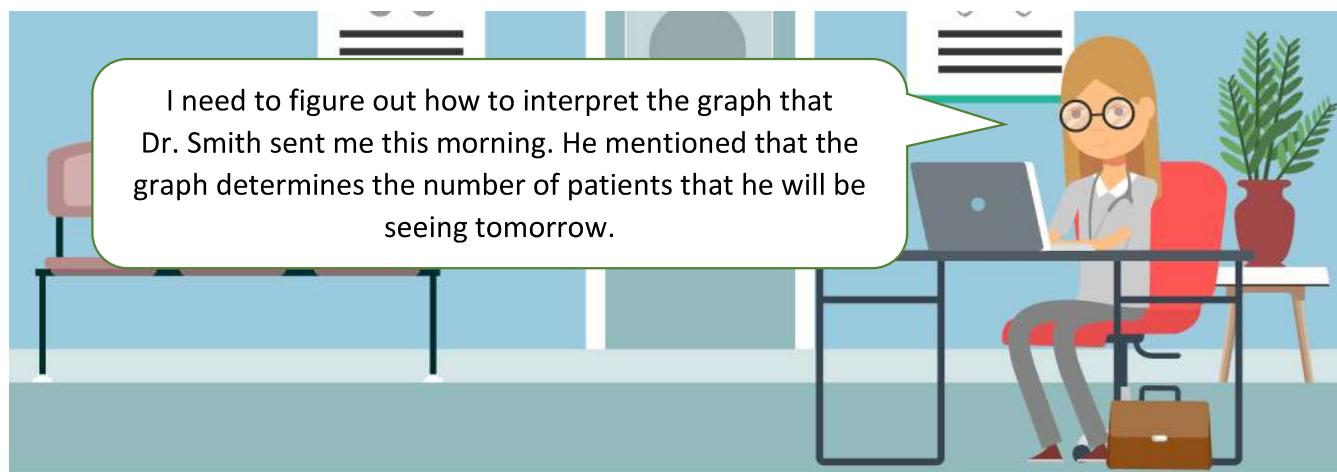 I need to figure out how to interpret the graph that
Dr. Smith sent me this morning. He mentioned that the
graph determines the number of patients that he will be
seeing tomorrow.